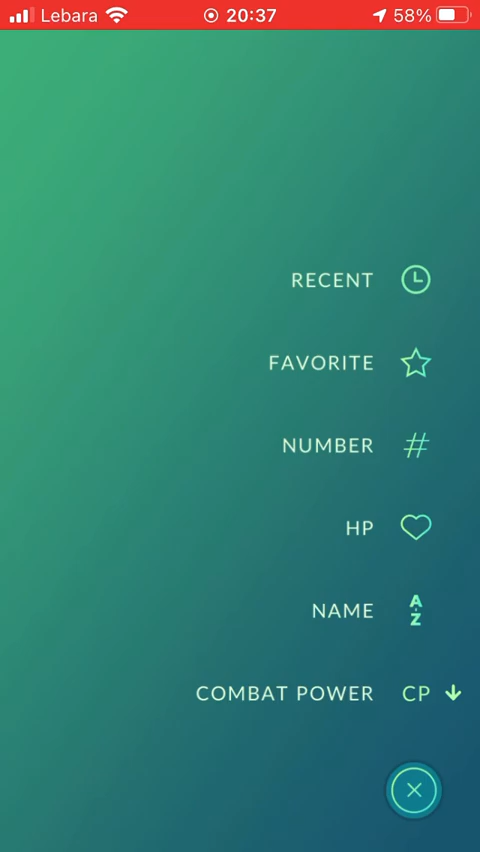 Lebara 20:37 58%
RECENT
FAVORITE
NUMBER #
HP
NAME A-Z
COMBAT POWER CP